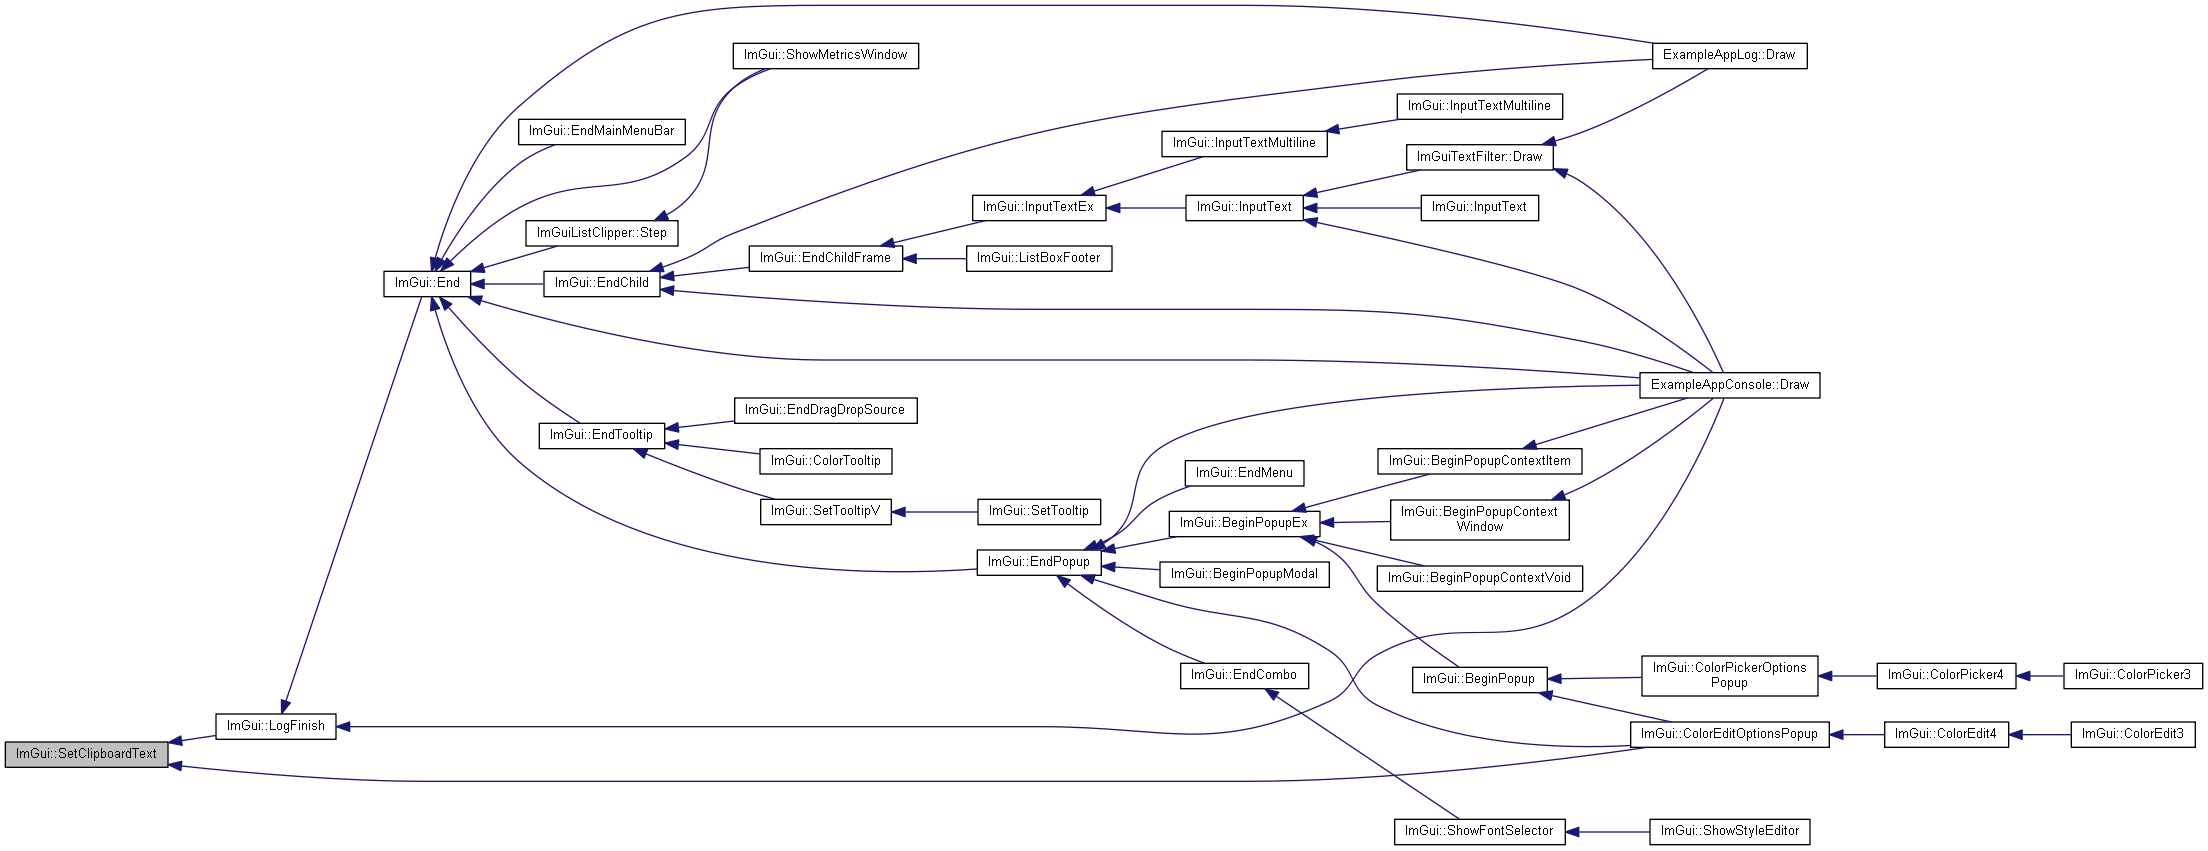 ImGui::ShowMetricsWindow
ExampleAppLog::Draw
ImGui::InputTextMultiline
ImGui::EndMainMenuBar
ImGui::InputTextMultiline
ImGuiTextFilter::Draw
ImGui::InputTextEx
ImGui::InputText
ImGui::InputText
ImGuiListClipper::Step
ImGui::EndChildFrame
ImGui::ListBoxFooter
ImGui::End
ImGui::EndChild
ExampleAppConsole::Draw
ImGui::EndDragDropSource
ImGui::EndTooltip
ImGui::ColorTooltip
ImGui::BeginPopupContextItem
ImGui::EndMenu
ImGui::SetTooltipV
ImGui::SetTooltip
ImGui::BeginPopupContext
Window
ImGui::BeginPopupEx
ImGui::EndPopup
ImGui::BeginPopupModal
ImGui::BeginPopupContextVoid
ImGui::EndCombo
ImGui::BeginPopup
ImGui::ColorPickerOptions
Popup
ImGui::ColorPicker4
ImGui::ColorPicker3
ImGui::LogFinish
ImGui::ColorEditOptionsPopup
ImGui::ColorEdit4
ImGui::ColorEdit3
ImGui::SetClipboardText
ImGui::ShowFontSelector
ImGui::ShowStyleEditor